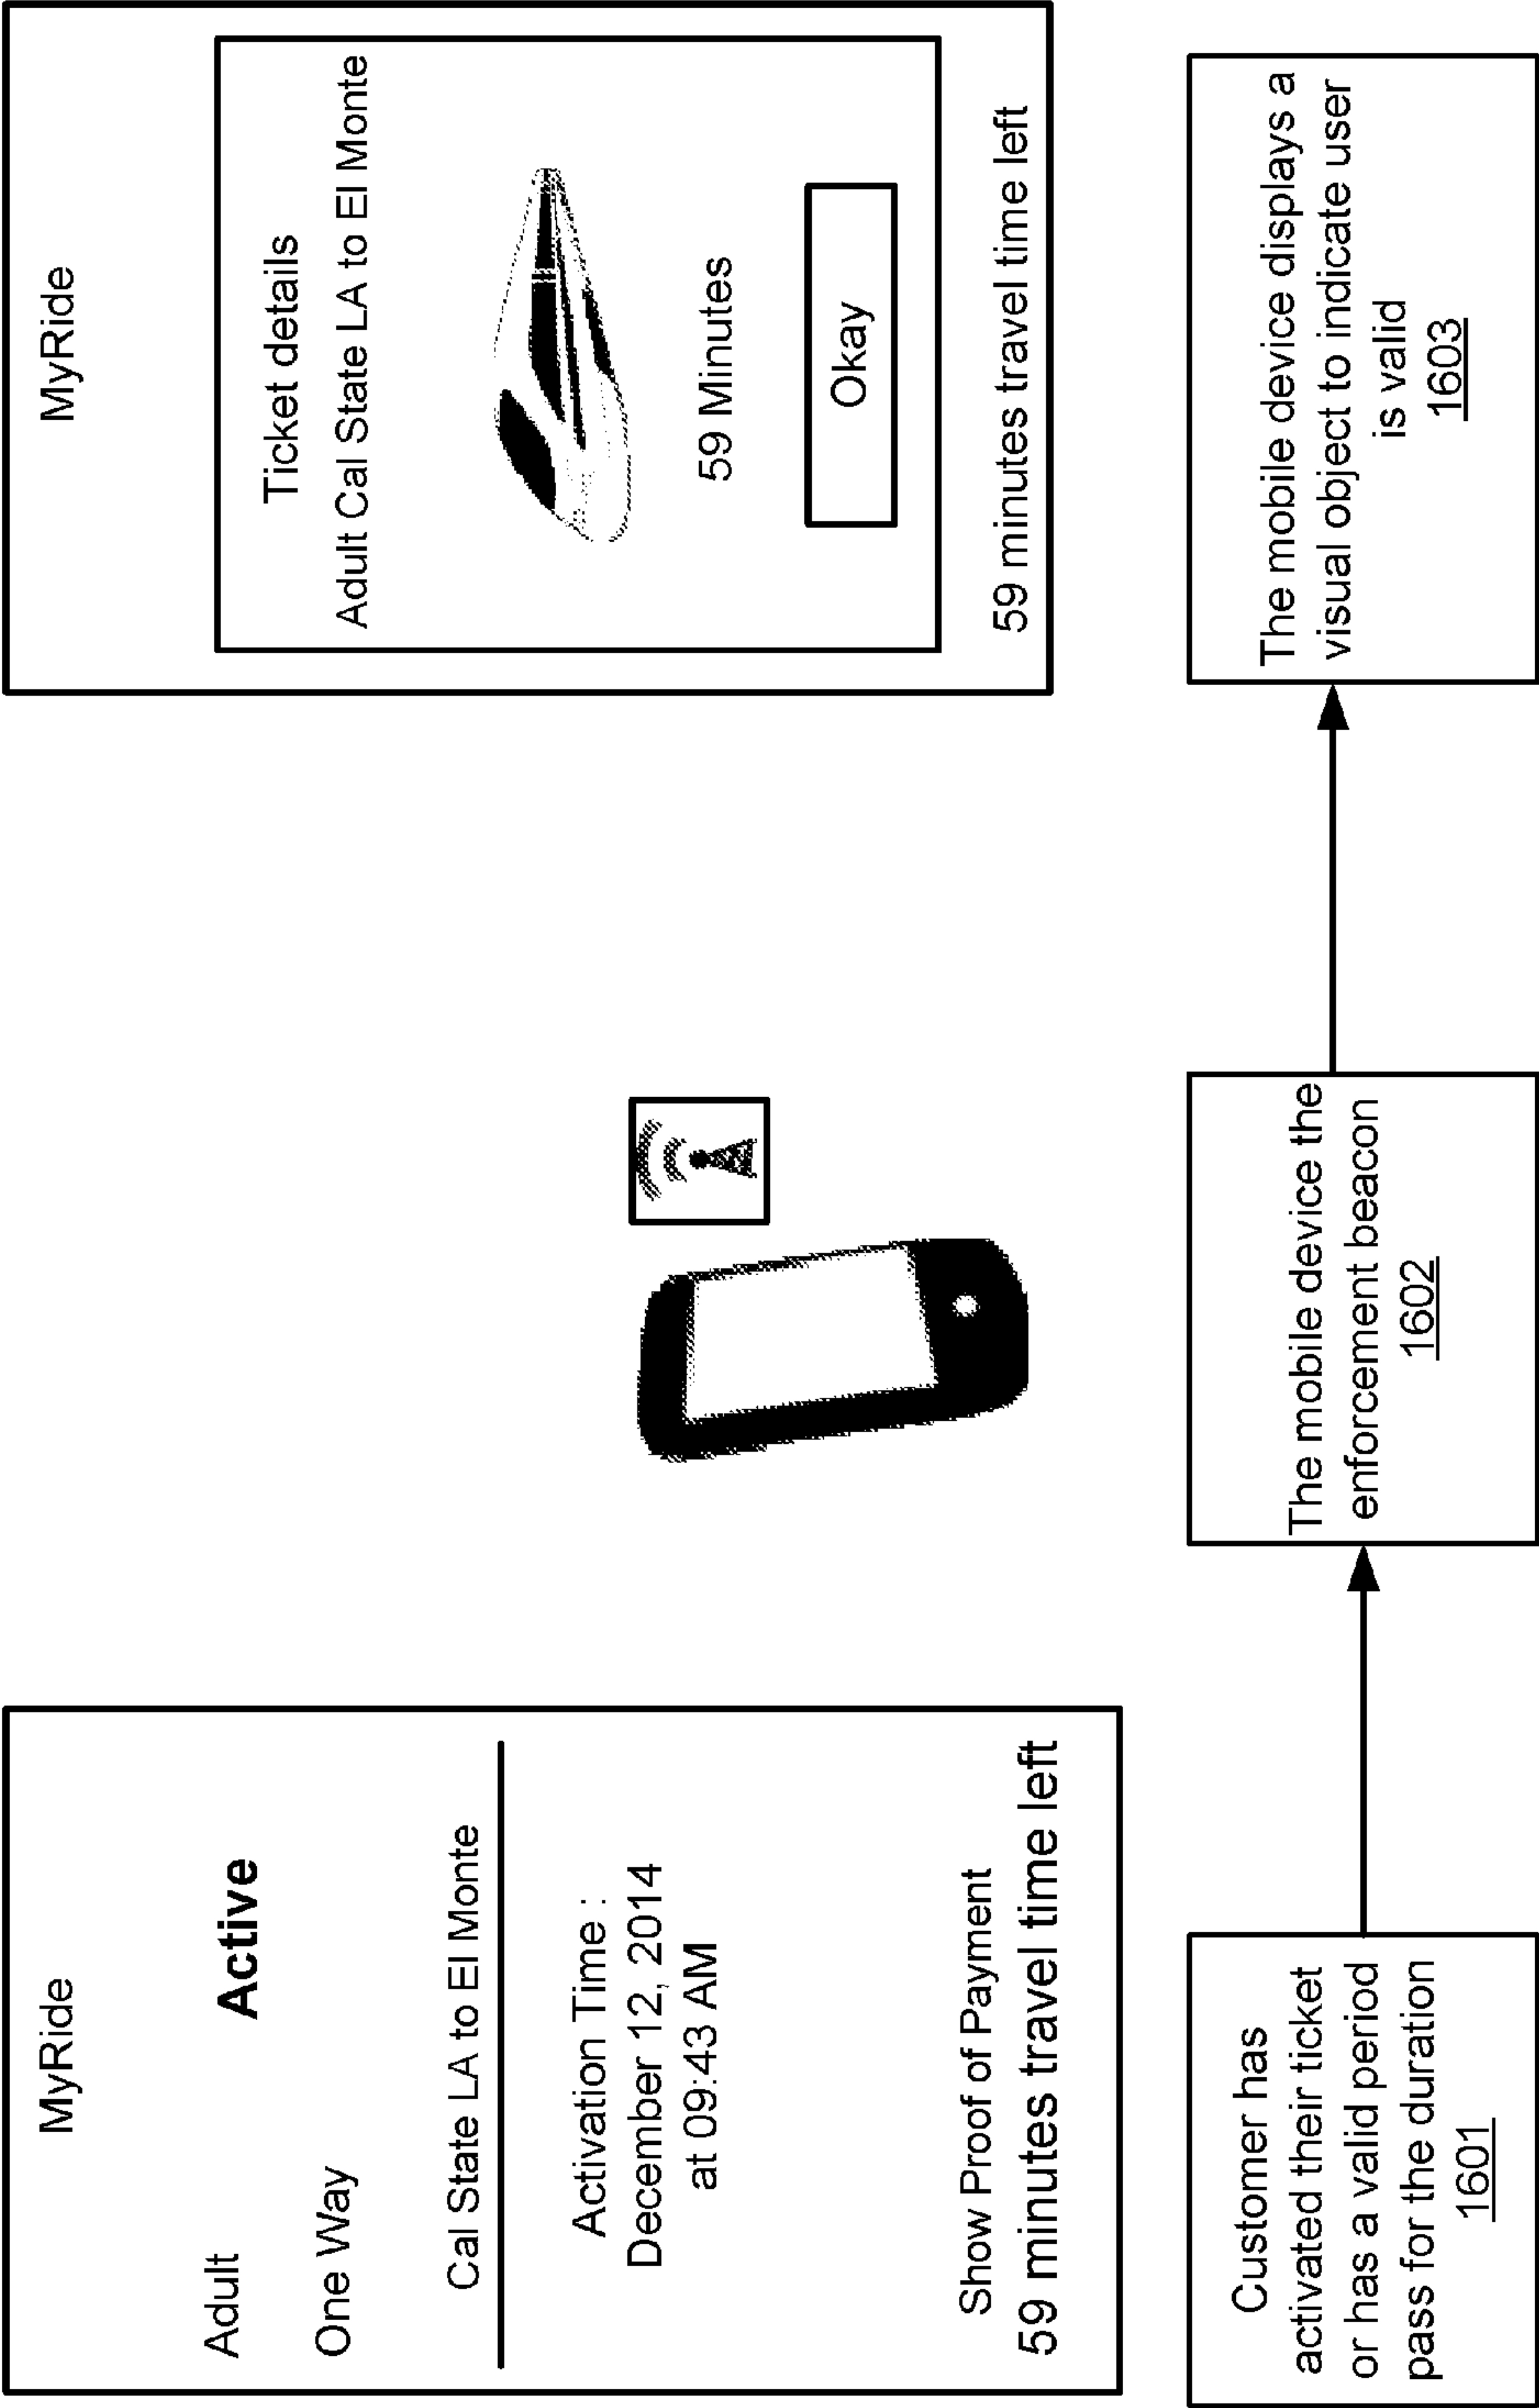 MyRide
Adult
Active
One Way
Cal State LA to El Monte
Activation Time :
December 12, 2014
at 09:43 AM
Show Proof of Payment
59 minutes travel time left
MyRide
Ticket details
Adult Cal State LA to El Monte
59 Minutes
Okay
59 minutes travel time left
Customer has
activated their ticket
or has a valid period
pass for the duration
1601
The mobile device the
enforcement beacon
1602
The mobile device displays a
visual object to indicate user
is valid
1603